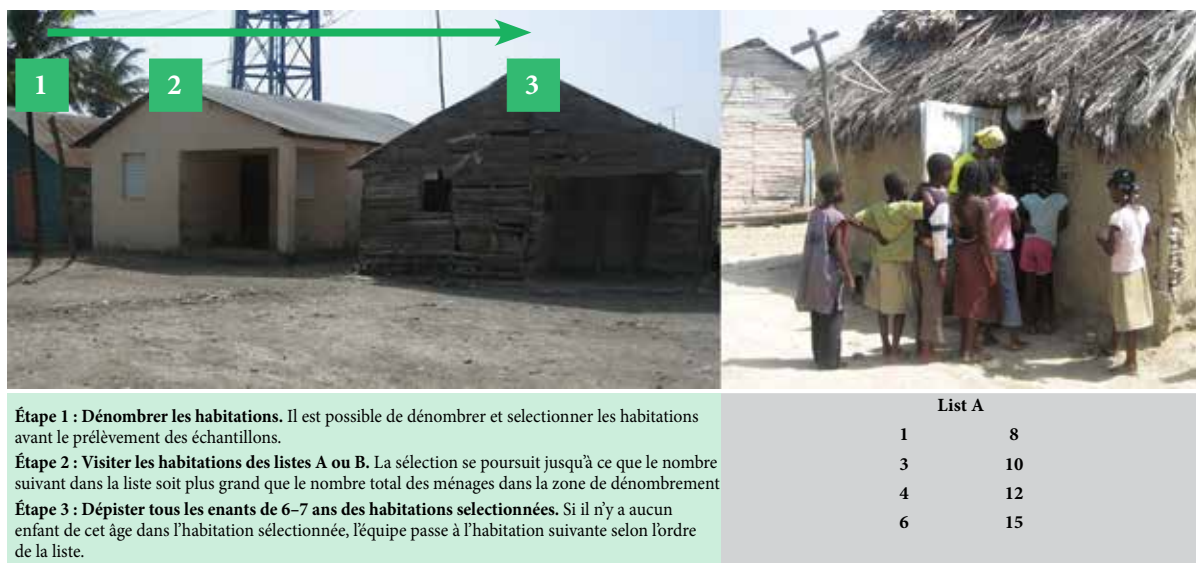 1
2
3
Étape 1 : Dénombrer les habitations. Il est possible de dénombrer et selectionner les habitations
avant le prélèvement des échantillons.
Étape 2 : Visiter les habitations des listes A ou B. La sélection se poursuit jusqu'à ce que le nombre
suivant dans la liste soit plus grand que le nombre total des ménages dans la zone de dénombrement
Étape 3 : Dépister tous les enants de 6–7 ans des habitations selectionnées. Si il n'y a aucun
enfant de cet âge dans l'habitation sélectionnée, l'équipe passe à l'habitation suivante selon l'ordre
de la liste.
List A
1 8
3 10
4 12
6 15